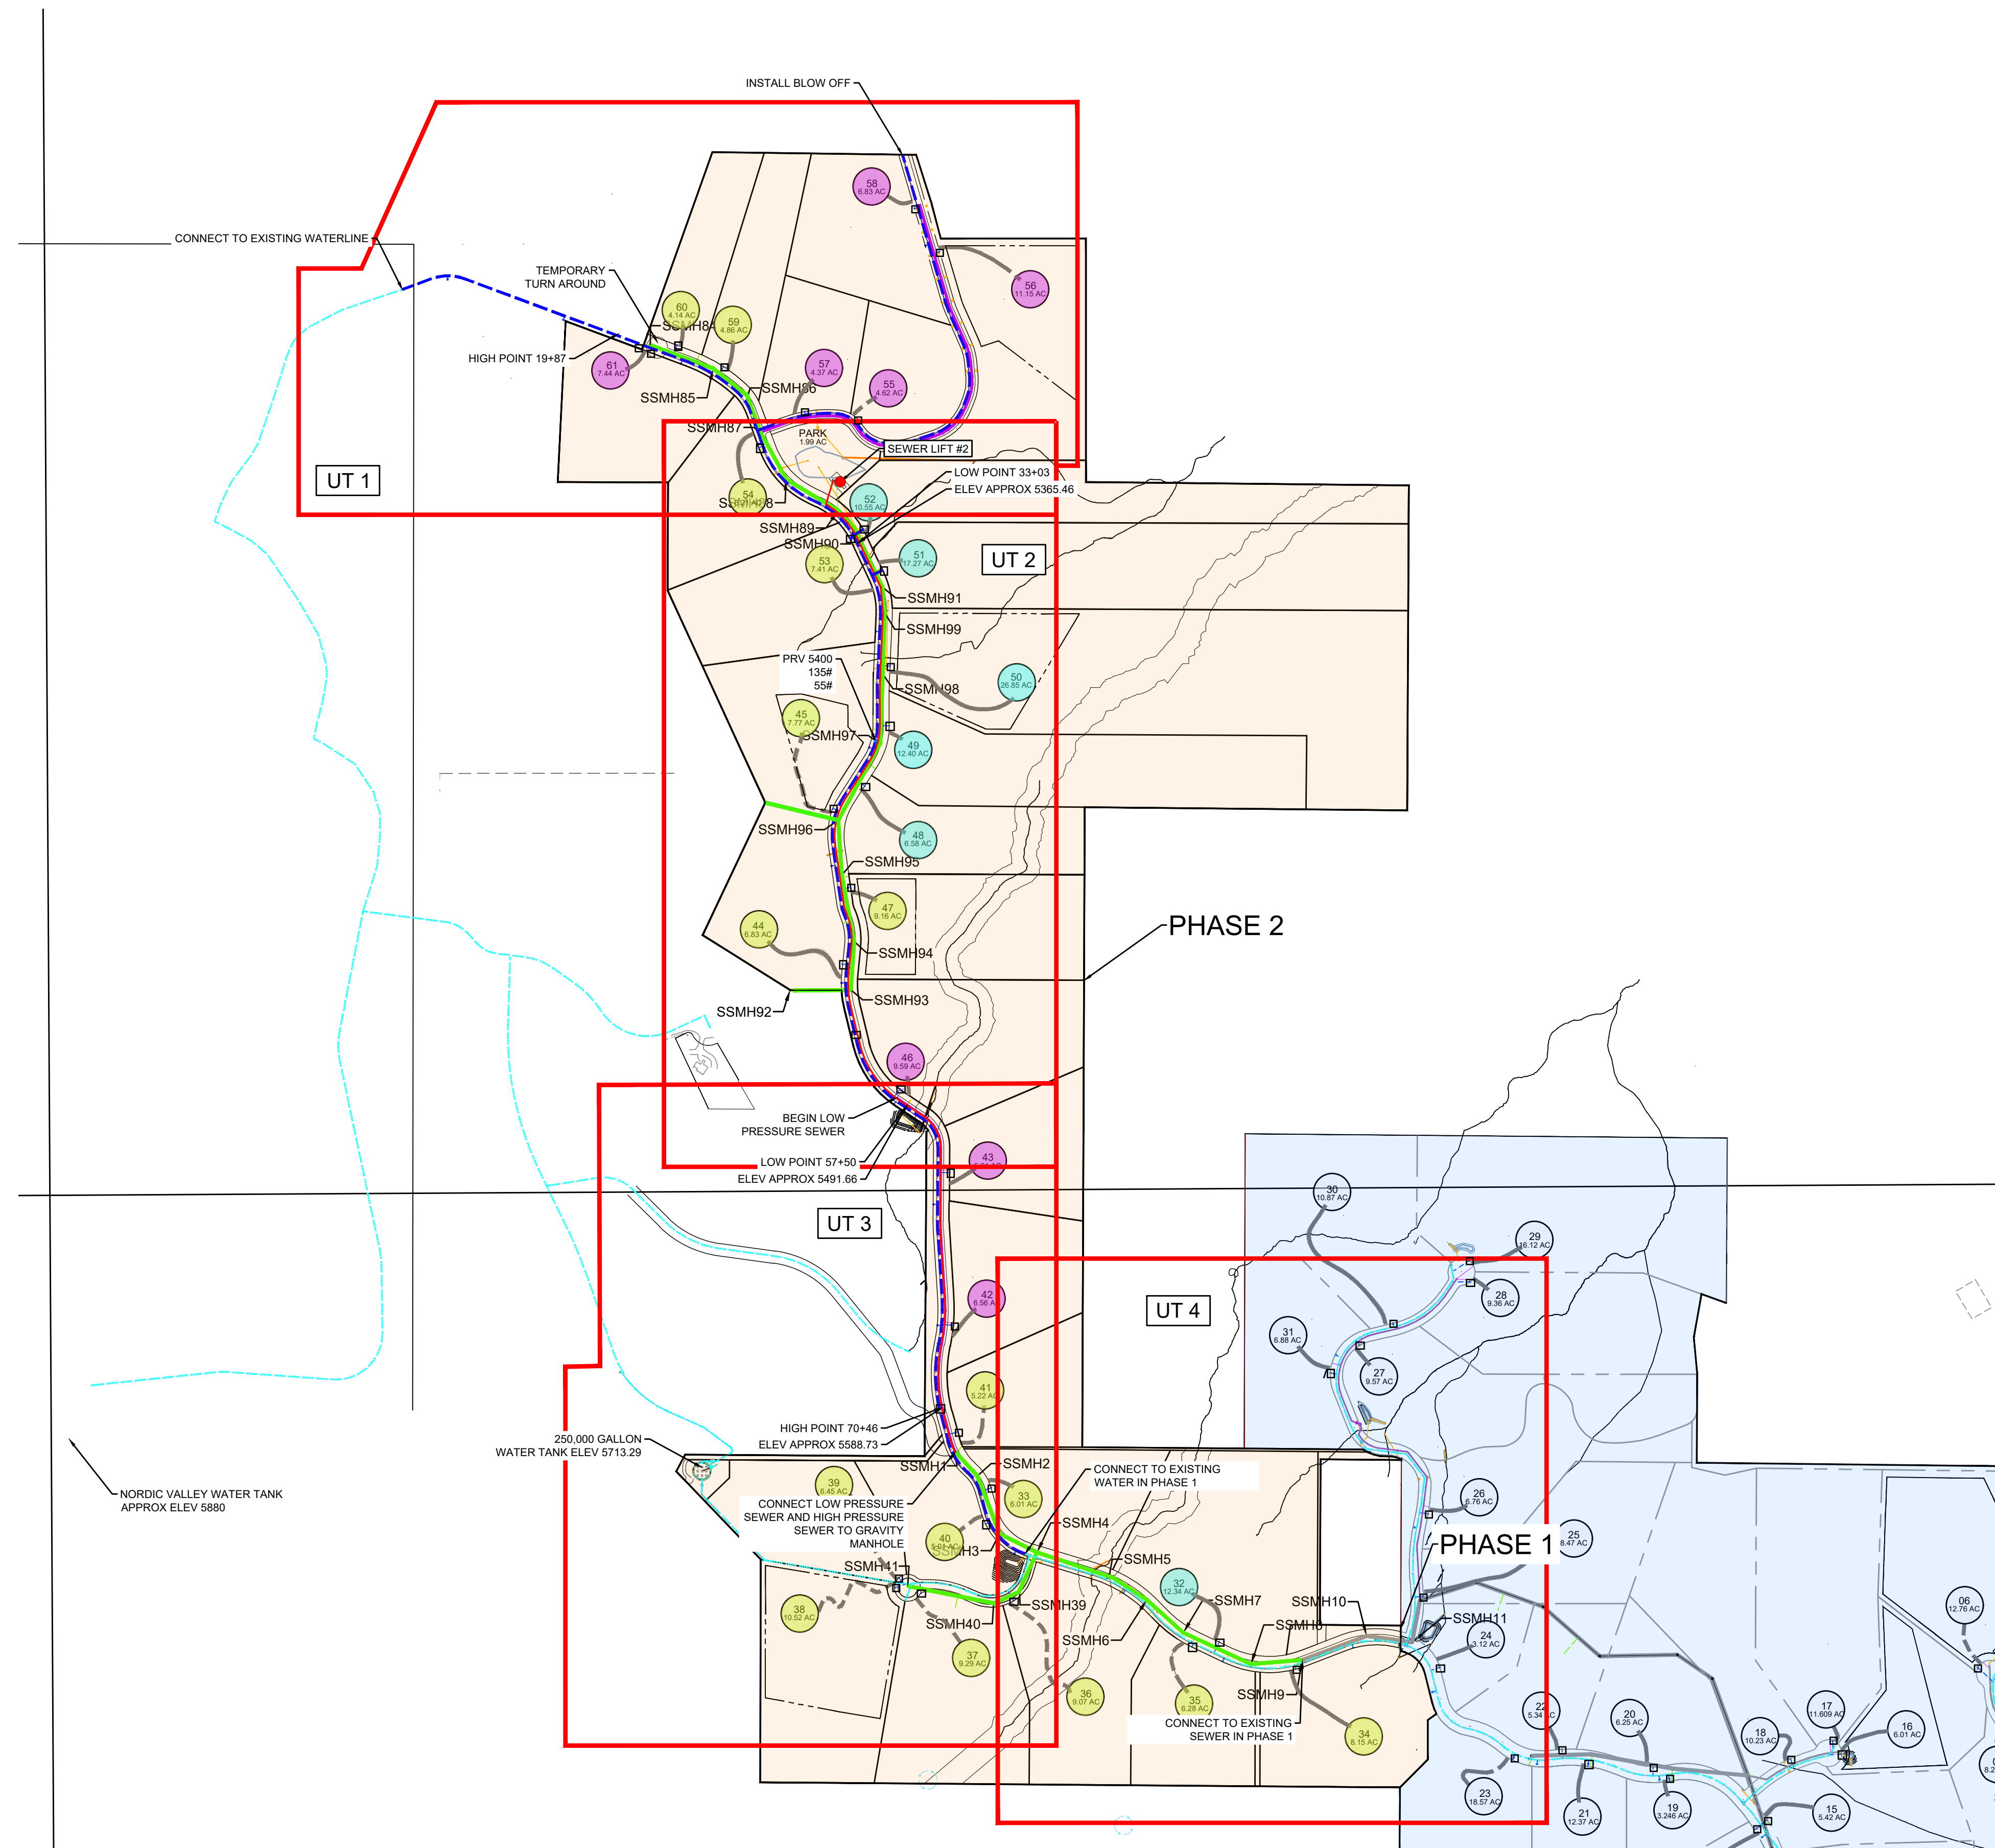 INSTALL BLOW OFF
58
6.83 AC
CONNECT TO EXISTING WATERLINE
TEMPORARY
TURN AROUND
56
11.15 AC
60
4.14 AC
59
4.86 AC
HIGH POINT 19+87
61
7.44 AC
57
4.37 AC
55
4.62 AC
SSMH86
SSMH85
SSMH87
PARK
1.99 AC
SEWER LIFT #2
UT 1
LOW POINT 33+03
ELEV APPROX 5365.46
54
52
10.55 AC
SSMH89
SSMH90
UT 2
53
7.41 AC
51
17.27 AC
SSMH91
SSMH99
PRV 5400
135#
55#
50
26.85 AC
SSMH98
45
7.77 AC
SSMH97
49
12.40 AC
SSMH96
48
6.58 AC
SSMH95
47
9.16 AC
44
6.83 AC
PHASE 2
SSMH94
SSMH93
SSMH92
46
9.59 AC
BEGIN LOW
PRESSURE SEWER
LOW POINT 57+50
ELEV APPROX 5491.66
43
UT 3
30
10.87 AC
29
16.12 AC
42
6.56 AC
UT 4
28
9.36 AC
31
6.88 AC
27
9.57 AC
41
5.22 AC
HIGH POINT 70+46
ELEV APPROX 5588.73
250,000 GALLON
WATER TANK ELEV 5713.29
SSMH1
SSMH2
CONNECT TO EXISTING
WATER IN PHASE 1
NORDIC VALLEY WATER TANK
APPROX ELEV 5880
39
6.45 AC
33
6.01 AC
26
6.76 AC
CONNECT LOW PRESSURE
SEWER AND HIGH PRESSURE
SEWER TO GRAVITY
MANHOLE
SSMH4
40
5.01 AC
SSMH3
PHASE 1
25
8.47 AC
SSMH41
SSMH5
32
12.34 AC
38
10.52 AC
SSMH39
SSMH7
SSMH10
SSMH11
06
12.76 AC
SSMH40
SSMH6
SSMH8
24
3.12 AC
37
9.29 AC
36
9.07 AC
35
6.28 AC
SSMH9
34
8.15 AC
CONNECT TO EXISTING
SEWER IN PHASE 1
22
5.34 AC
20
6.25 AC
17
11.609 AC
18
10.23 AC
16
6.01 AC
23
18.57 AC
21
12.37 AC
19
3.246 AC
15
5.42 AC